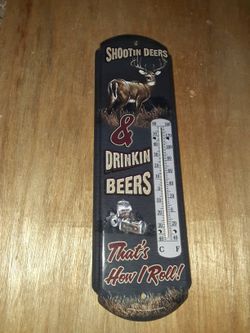 SHOOTIN DEERS
&
DRINKIN
BEERS
That's
How I Roll!
C F